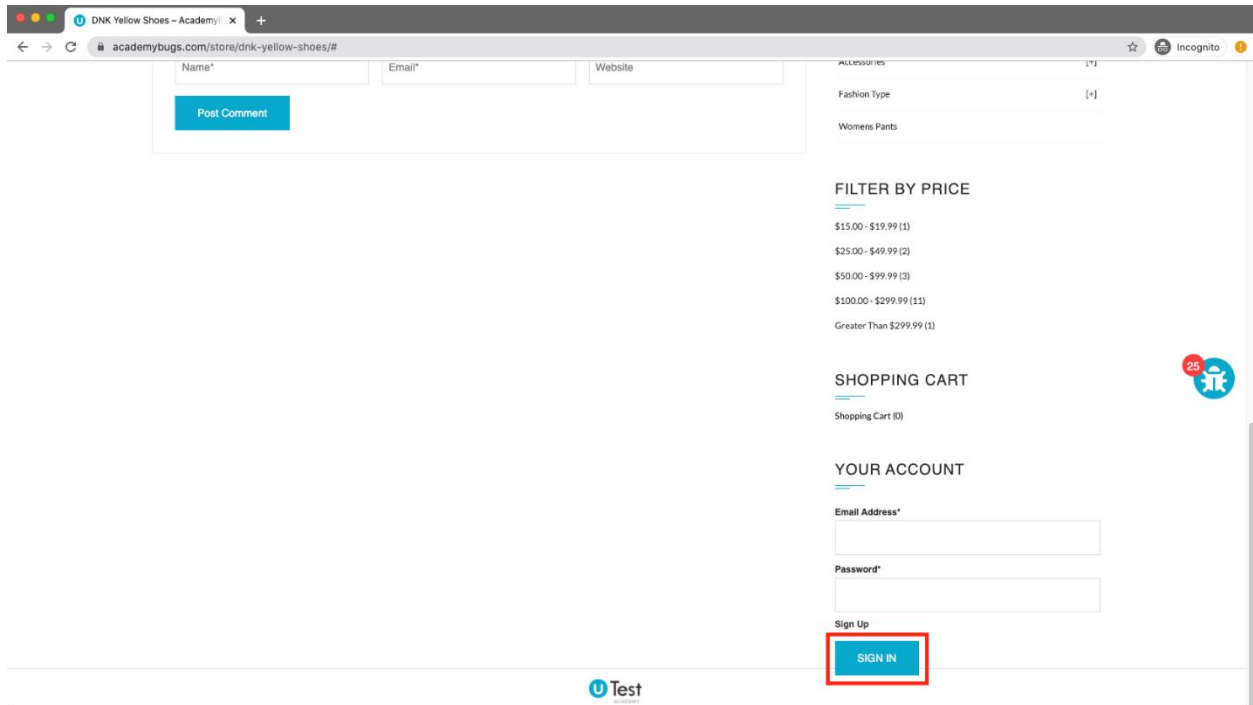 DNK Yellow Shoes – Academy
academybugs.com/store/dnk-yellow-shoes/#
Incognito
Name*
Email*
Website
Post Comment
Accessories [+]
Fashion Type [+]
Womens Pants
FILTER BY PRICE
$15.00 - $19.99 (1)
$25.00 - $49.99 (2)
$50.00 - $99.99 (3)
$100.00 - $299.99 (11)
Greater Than $299.99 (1)
25
SHOPPING CART
Shopping Cart (0)
YOUR ACCOUNT
Email Address*
Password*
Sign Up
SIGN IN
uTest
ACADEMY